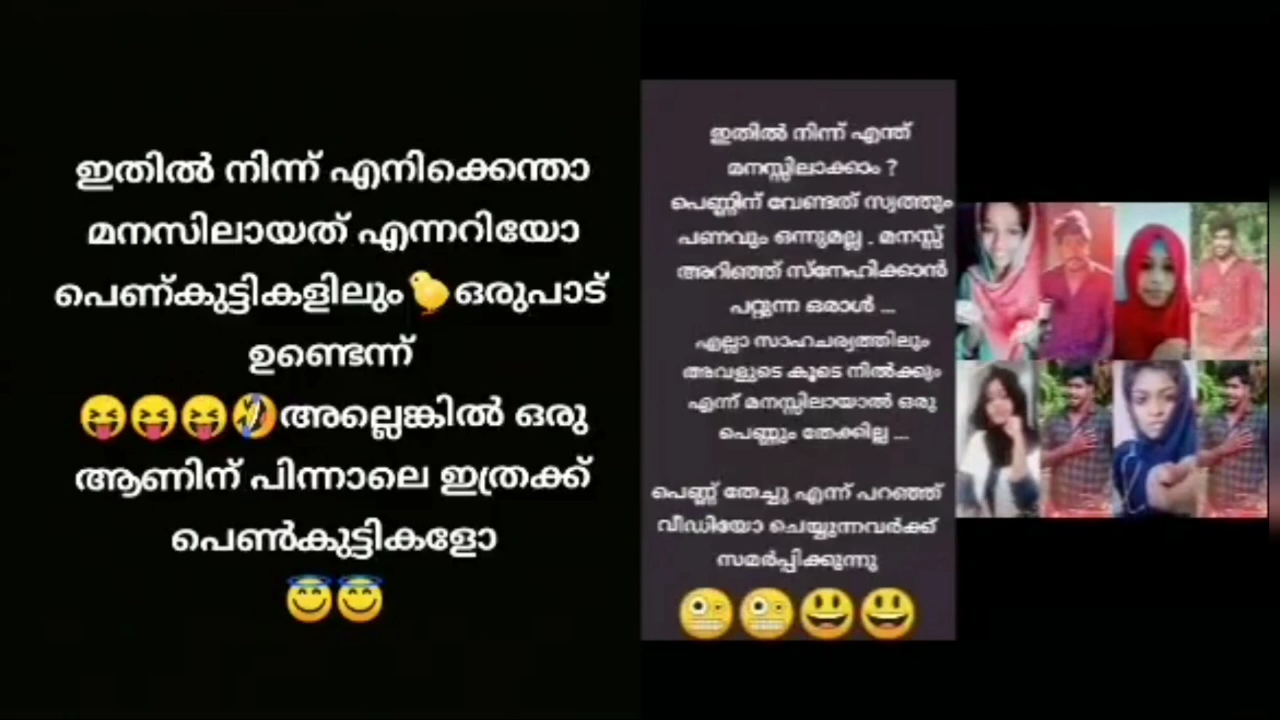 ഇതിൽ നിന്ന് എനിക്കെന്താ
മനസിലായത് എന്നറിയോ
പെണ്കുട്ടികളിലും🐤ഒരുപാട്
ഉണ്ടെന്ന്
😝😝😝🤣അല്ലെങ്കിൽ ഒരു
ആണിന് പിന്നാലെ ഇത്രക്ക്
പെൺകുട്ടികളോ
😇😇
ഇതിൽ നിന്ന് എന്ത്
മനസ്സിലാക്കാം ?
പെണ്ണിന് വേണ്ടത് സ്വത്തും
പണവും ഒന്നുമല്ല . മനസ്സ്
അറിഞ്ഞ് സ്നേഹിക്കാൻ
പറ്റുന്ന ഒരാൾ ...
എല്ലാ സാഹചര്യത്തിലും
അവളുടെ കൂടെ നിൽക്കും
എന്ന് മനസ്സിലായാൽ ഒരു
പെണ്ണും തേക്കില്ല ...
പെണ്ണ് തേച്ചു എന്ന് പറഞ്ഞ്
വീഡിയോ ചെയ്യുന്നവർക്ക്
സമർപ്പിക്കുന്നു
🧐🧐😃😃